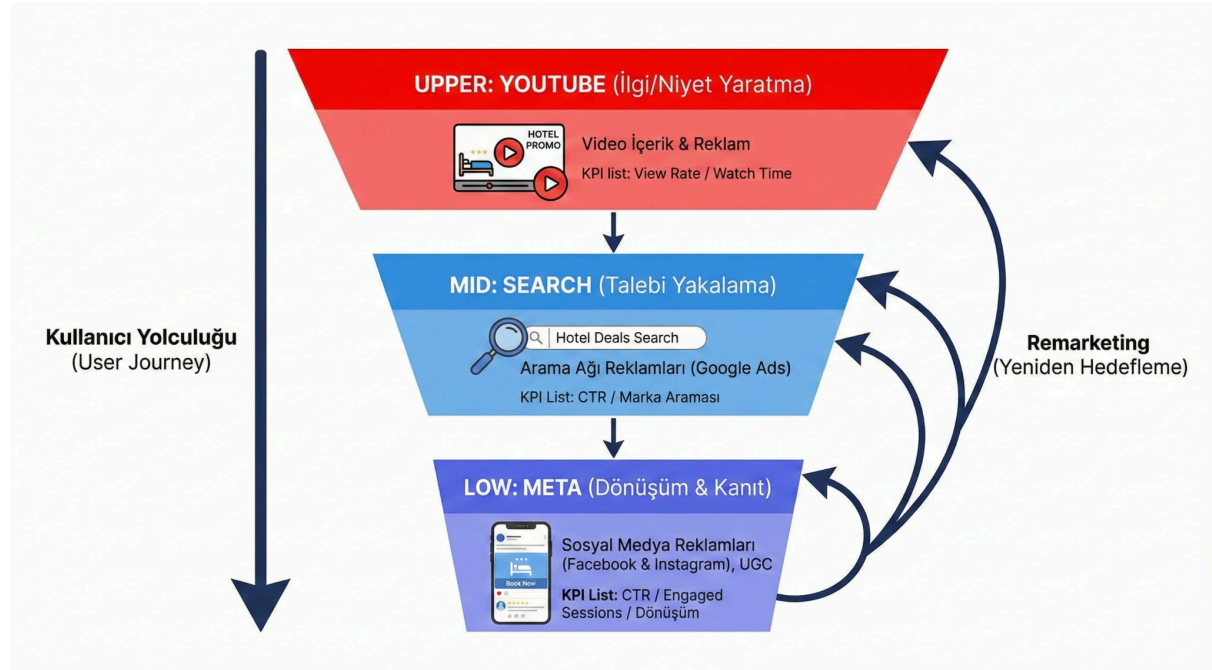 UPPER: YOUTUBE (İlgi/Niyet Yaratma)
HOTEL
PROMO
Video İçerik & Reklam
KPI list: View Rate / Watch Time
MID: SEARCH (Talebi Yakalama)
Hotel Deals Search
Arama Ağı Reklamları (Google Ads)
KPI List: CTR / Marka Araması
Kullanıcı Yolculuğu
(User Journey)
Remarketing
(Yeniden Hedefleme)
LOW: META (Dönüşüm & Kanıt)
Book Now
Sosyal Medya Reklamları
(Facebook & Instagram), UGC
KPI List: CTR / Engaged
Sessions / Dönüşüm